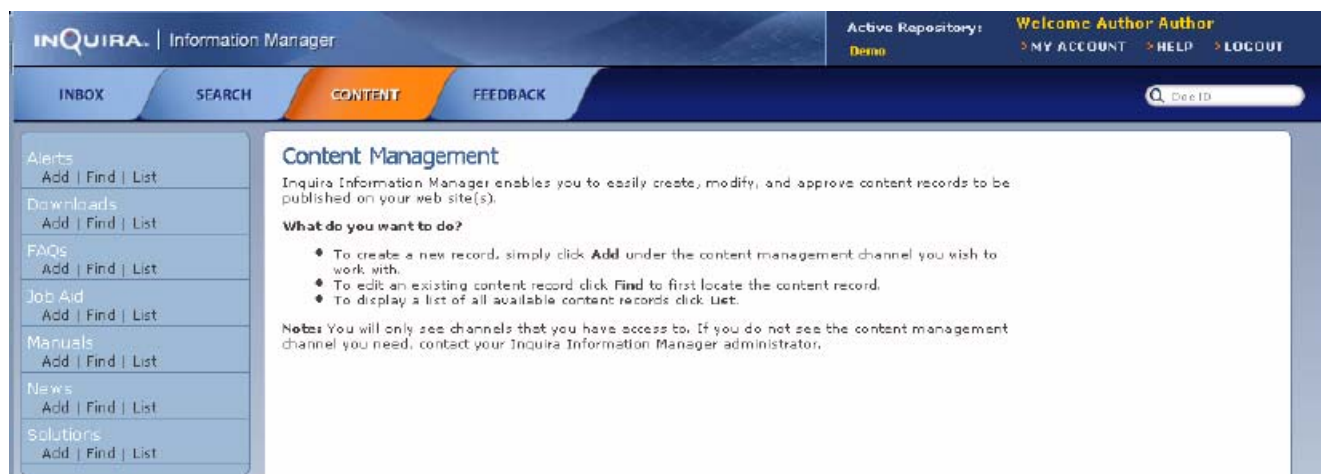 INQUIRA. | Information Manager
Active Repository:
Demo
Welcome Author Author
>MY ACCOUNT >HELP >LOGOUT
INBOX
SEARCH
CONTENT
FEEDBACK
Doc ID
Alerts
Add | Find | List
Downloads
Add | Find | List
FAQs
Add | Find | List
Job Aid
Add | Find | List
Manuals
Add | Find | List
News
Add | Find | List
Solutions
Add | Find | List
Content Management
Inquira Information Manager enables you to easily create, modify, and approve content records to be
published on your web site(s).
What do you want to do?
• To create a new record, simply click Add under the content management channel you wish to
work with.
• To edit an existing content record click Find to first locate the content record.
• To display a list of all available content records click List.
Note: You will only see channels that you have access to. If you do not see the content management
channel you need, contact your Inquira Information Manager administrator.